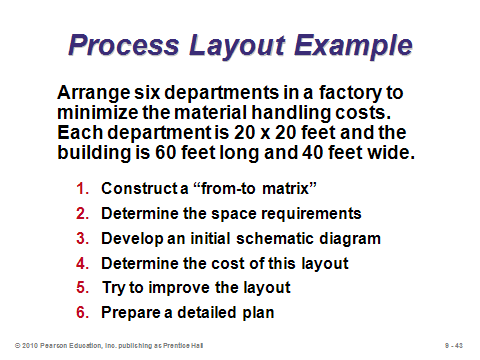 Process Layout Example
Arrange six departments in a factory to
minimize the material handling costs.
Each department is 20 x 20 feet and the
building is 60 feet long and 40 feet wide.
1. Construct a “from-to matrix”
2. Determine the space requirements
3. Develop an initial schematic diagram
4. Determine the cost of this layout
5. Try to improve the layout
6. Prepare a detailed plan
© 2010 Pearson Education, Inc. publishing as Prentice Hall
9 - 43